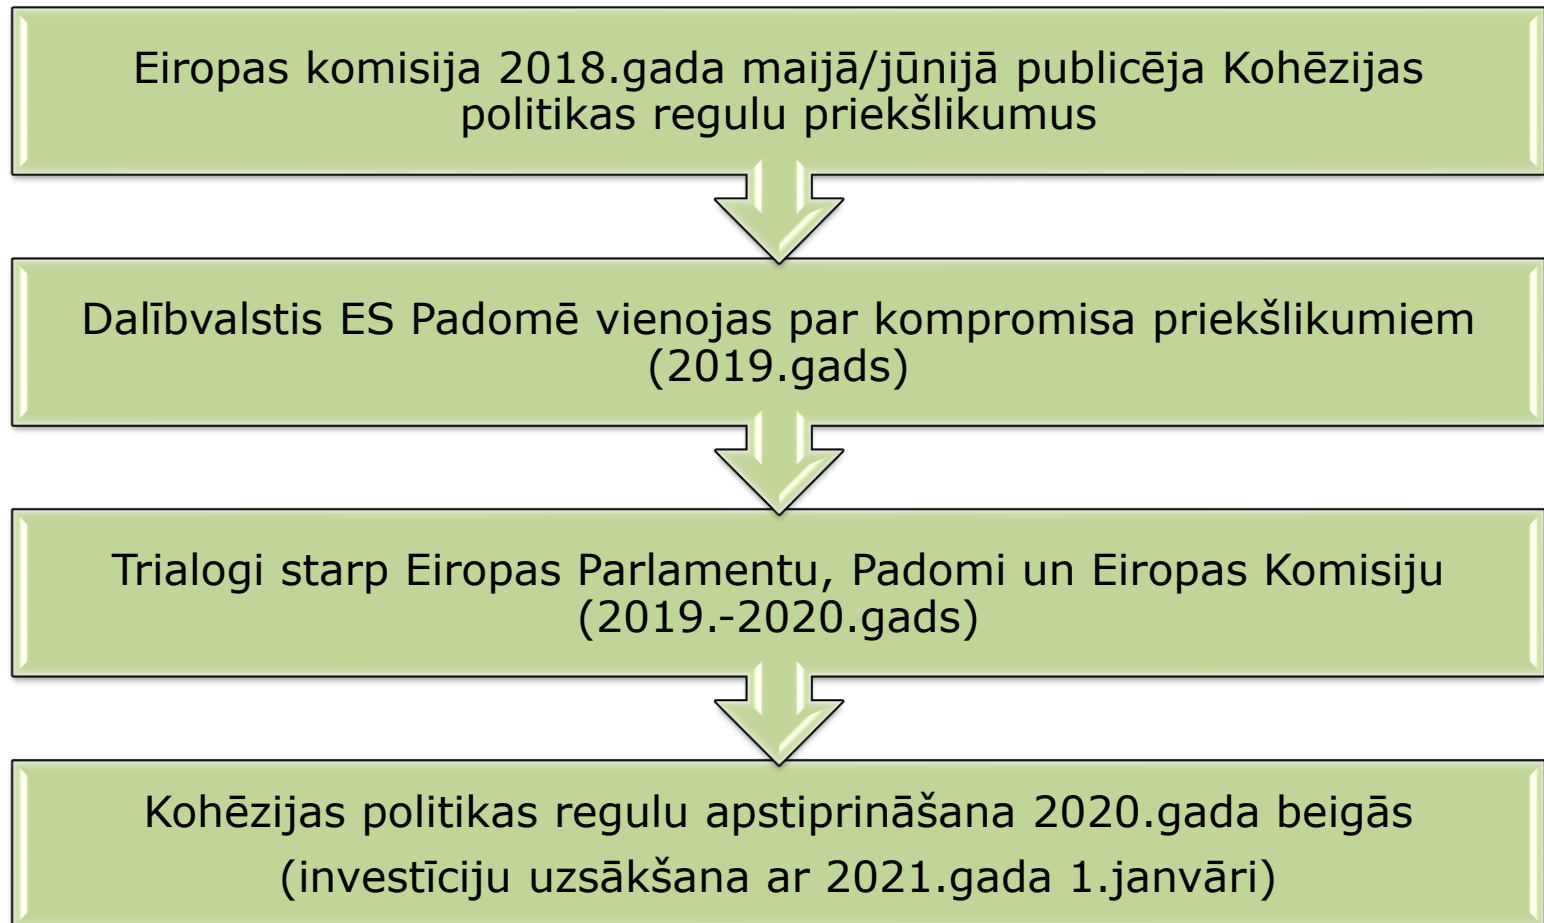 Eiropas komisija 2018.gada maijā/jūnijā publicēja Kohēzijas
politikas regulu priekšlikumus
Dalībvalstis ES Padomē vienojas par kompromisa priekšlikumiem
(2019.gads)
Trialogi starp Eiropas Parlamentu, Padomi un Eiropas Komisiju
(2019.-2020.gads)
Kohēzijas politikas regulu apstiprināšana 2020.gada beigās
(investīciju uzsākšana ar 2021.gada 1.janvāri)